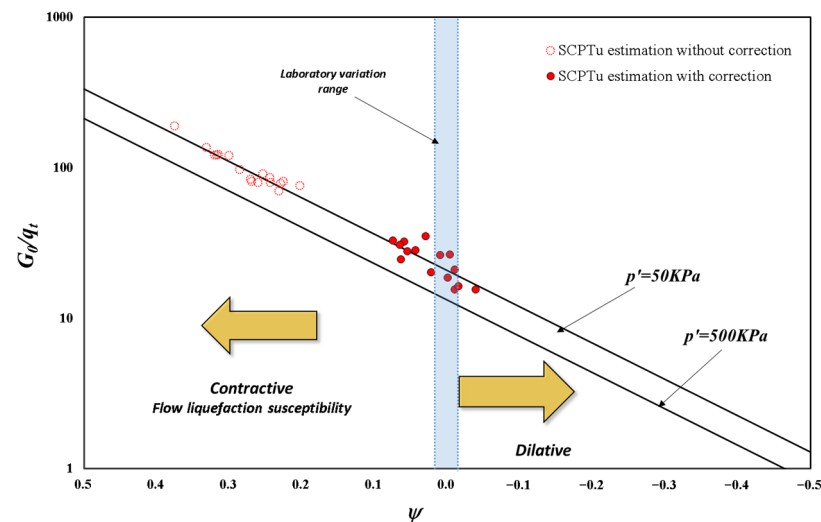 1000
SCPTu estimation without correction
Laboratory variation
range
SCPTu estimation with correction
100
G₀/qₜ
p'=50KPa
10
p'=500KPa
Contractive
Flow liquefaction susceptibility
Dilative
1
0.5 0.4 0.3 0.2 0.1 0.0 −0.1 −0.2 −0.3 −0.4 −0.5
ψ